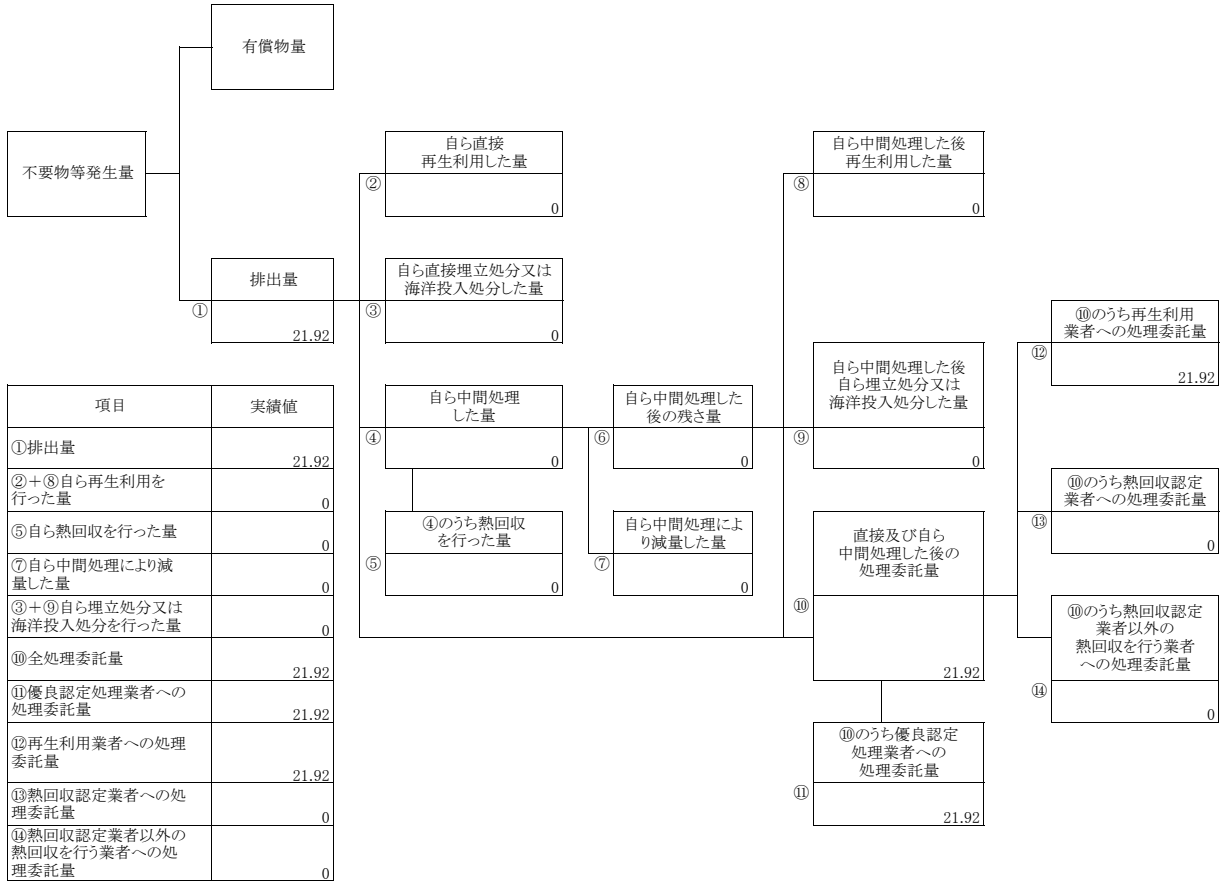 有償物量
不要物等発生量
自ら直接
再生利用した量
②
0
自ら中間処理した後
再生利用した量
⑧
0
排出量
①
21.92
自ら直接埋立処分又は
海洋投入処分した量
③
0
⑩のうち再生利用
業者への処理委託量
⑫
21.92
自ら中間処理
した量
④
0
自ら中間処理した
後の残さ量
⑥
0
自ら中間処理した後
自ら埋立処分又は
海洋投入処分した量
⑨
0
⑩のうち熱回収認定
業者への処理委託量
⑬
0
④のうち熱回収
を行った量
⑤
0
自ら中間処理によ
り減量した量
⑦
0
直接及び自ら
中間処理した後の
処理委託量
⑩
21.92
⑩のうち熱回収認定
業者以外の
熱回収を行う業者
への処理委託量
⑭
0
⑩のうち優良認定
処理業者への
処理委託量
⑪
21.92
項目 実績値
①排出量
21.92
②＋⑧自ら再生利用を
行った量
0
⑤自ら熱回収を行った量
0
⑦自ら中間処理により減
量した量
0
③＋⑨自ら埋立処分又は
海洋投入処分を行った量
0
⑩全処理委託量
21.92
⑪優良認定処理業者への
処理委託量
21.92
⑫再生利用業者への処理
委託量
21.92
⑬熱回収認定業者への処
理委託量
0
⑭熱回収認定業者以外の
熱回収を行う業者への処
理委託量
0